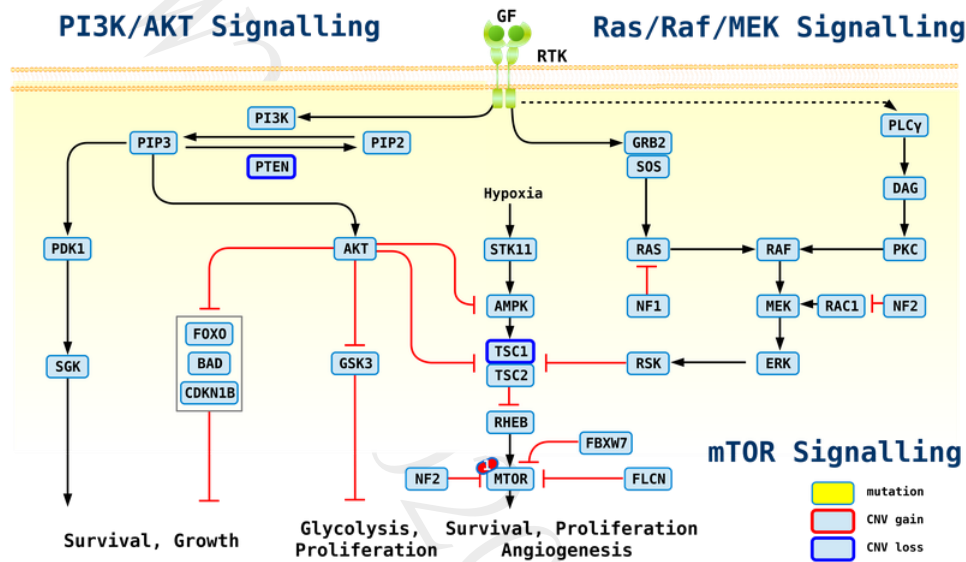 PI3K/AKT Signalling
GF
Ras/Raf/MEK Signalling
RTK
PI3K
PLCγ
PIP3
PIP2
GRB2
PTEN
SOS
Hypoxia
DAG
PDK1
AKT
STK11
RAS
RAF
PKC
AMPK
NF1
MEK
RAC1
NF2
FOXO
TSC1
BAD
GSK3
SGK
TSC2
RSK
ERK
CDKN1B
RHEB
FBXW7
mTOR Signalling
1
NF2
MTOR
FLCN
mutation
CNV gain
CNV loss
Survival, Growth
Glycolysis,
Proliferation
Survival, Proliferation
Angiogenesis